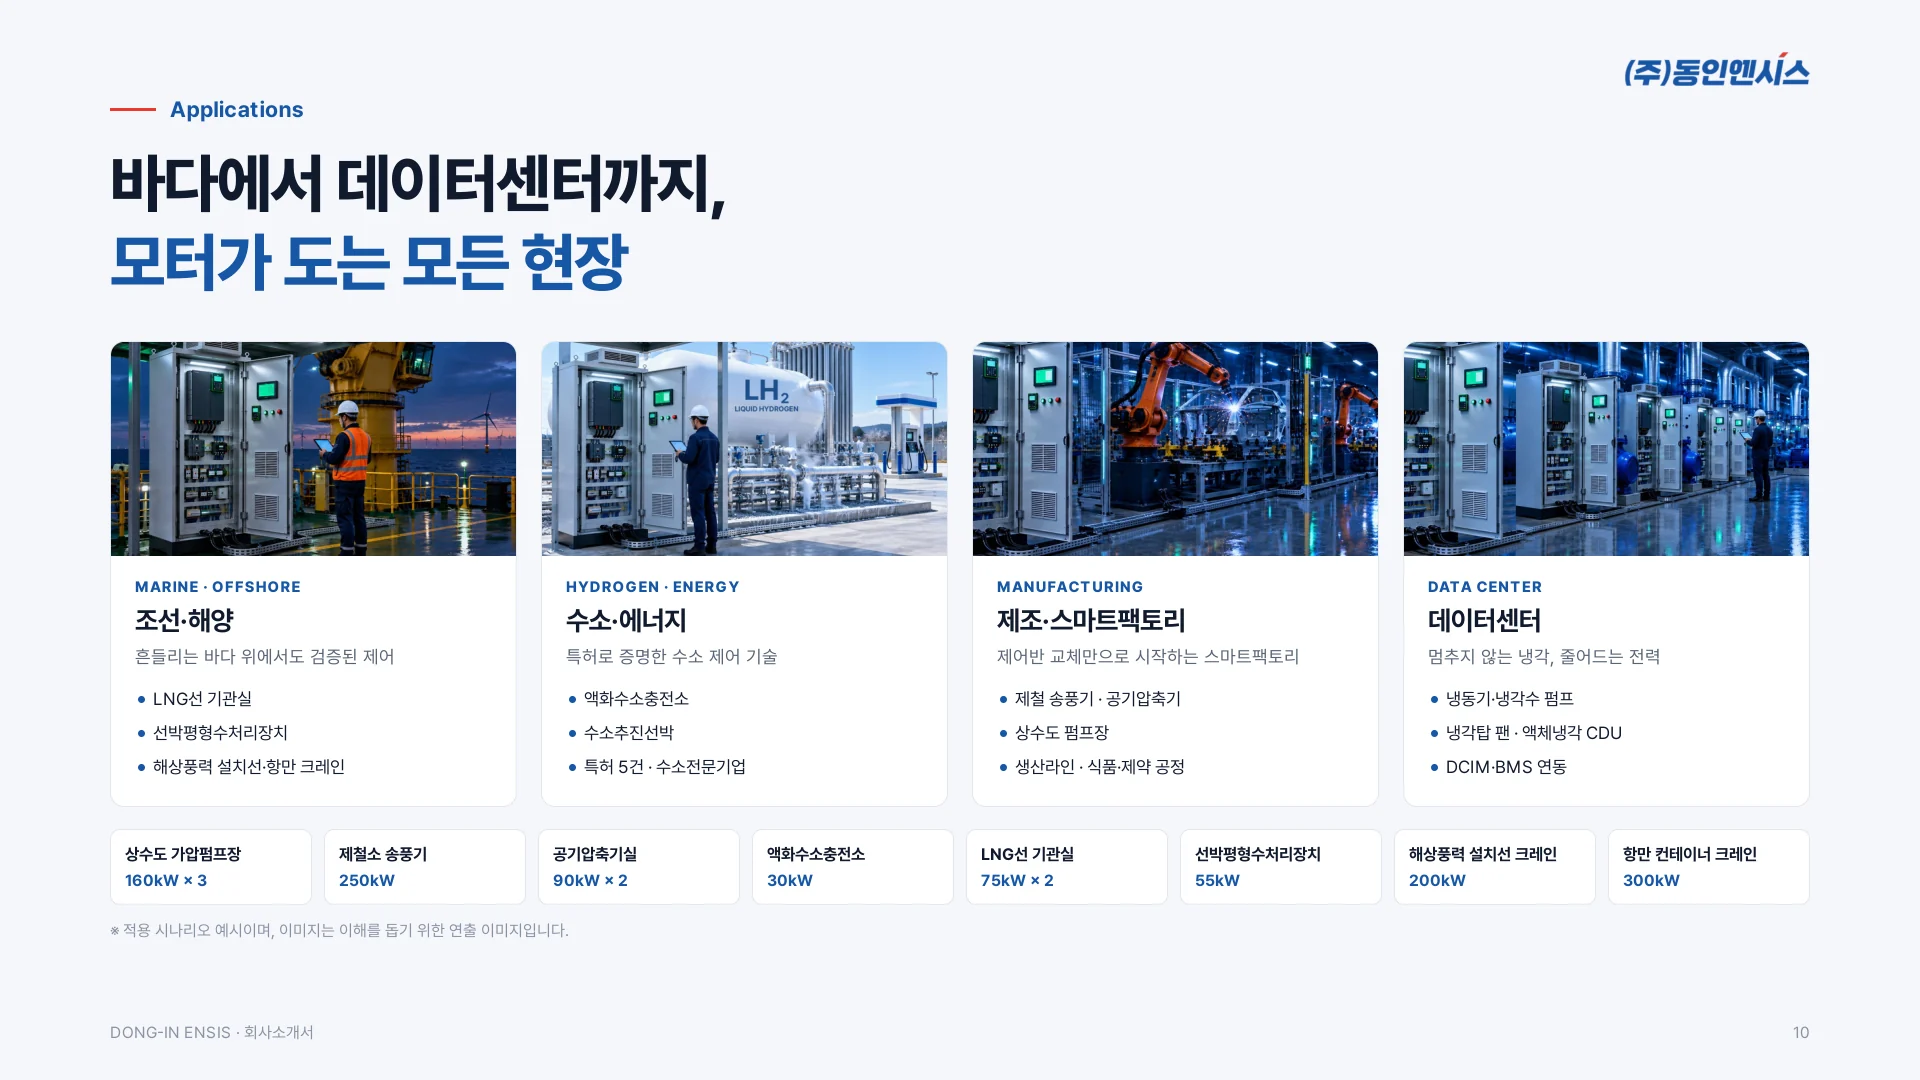 (주)동인엔시스
Applications
바다에서 데이터센터까지,
모터가 도는 모든 현장
LH2
LIQUID HYDROGEN
MARINE · OFFSHORE
조선·해양
흔들리는 바다 위에서도 검증된 제어
• LNG선 기관실
• 선박평형수처리장치
• 해상풍력 설치선·항만 크레인
HYDROGEN · ENERGY
수소·에너지
특허로 증명한 수소 제어 기술
• 액화수소충전소
• 수소추진선박
• 특허 5건 · 수소전문기업
MANUFACTURING
제조·스마트팩토리
제어반 교체만으로 시작하는 스마트팩토리
• 제철 송풍기 · 공기압축기
• 상수도 펌프장
• 생산라인 · 식품·제약 공정
DATA CENTER
데이터센터
멈추지 않는 냉각, 줄어드는 전력
• 냉동기·냉각수 펌프
• 냉각탑 팬 · 액체냉각 CDU
• DCIM·BMS 연동
상수도 가압펌프장
160kW × 3
제철소 송풍기
250kW
공기압축기실
90kW × 2
액화수소충전소
30kW
LNG선 기관실
75kW × 2
선박평형수처리장치
55kW
해상풍력 설치선 크레인
200kW
항만 컨테이너 크레인
300kW
※ 적용 시나리오 예시이며, 이미지는 이해를 돕기 위한 연출 이미지입니다.
DONG-IN ENSIS · 회사소개서
10